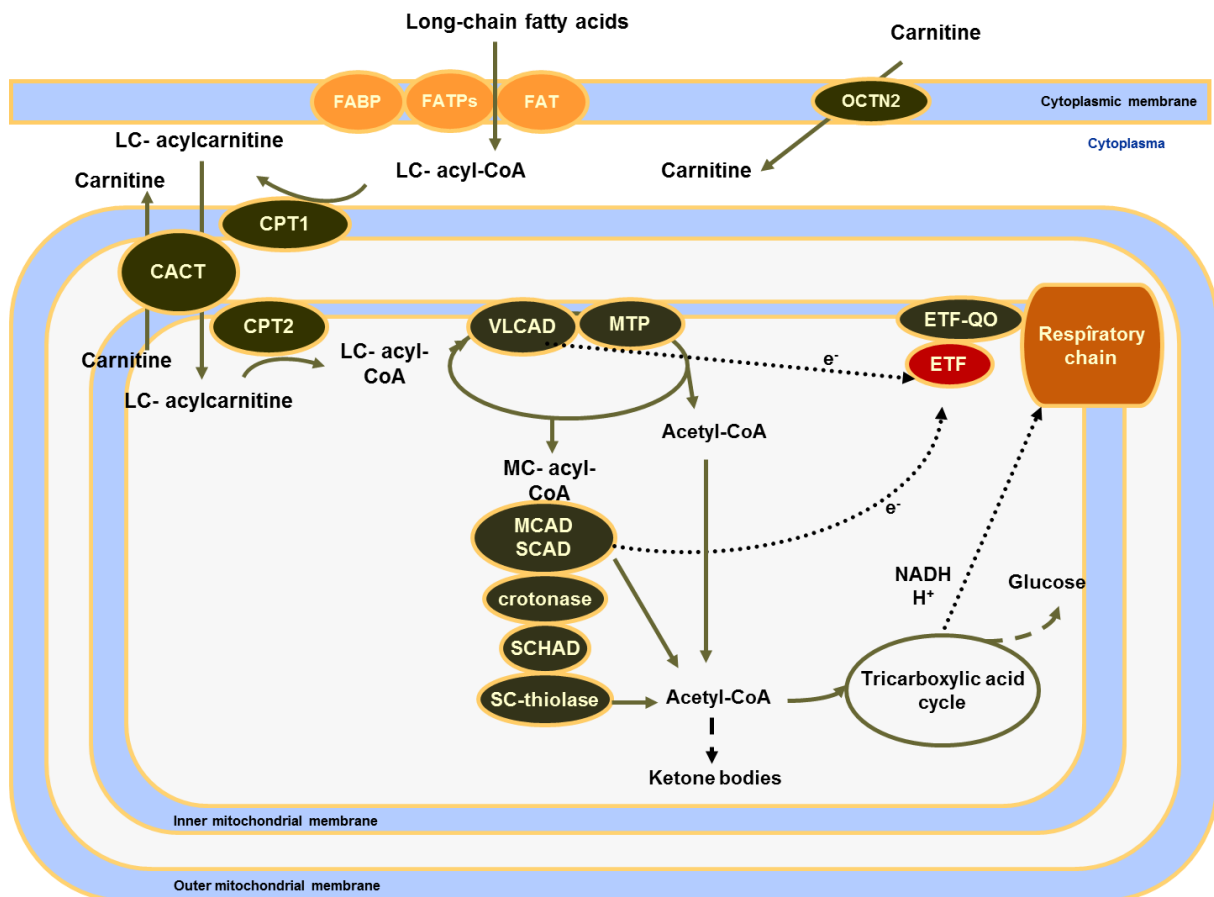 Long-chain fatty acids
Carnitine
FABP
FATPs
FAT
OCTN2
Cytoplasmic membrane
Cytoplasma
LC- acylcarnitine
Carnitine
LC- acyl-CoA
Carnitine
CPT1
CACT
CPT2
VLCAD
MTP
ETF-QO
Respîratory
chain
Carnitine
LC- acyl-
CoA
e-
ETF
LC- acylcarnitine
Acetyl-CoA
MC- acyl-
CoA
MCAD
SCAD
e-
crotonase
NADH
H+
Glucose
SCHAD
SC-thiolase
Acetyl-CoA
Tricarboxylic acid
cycle
Ketone bodies
Inner mitochondrial membrane
Outer mitochondrial membrane